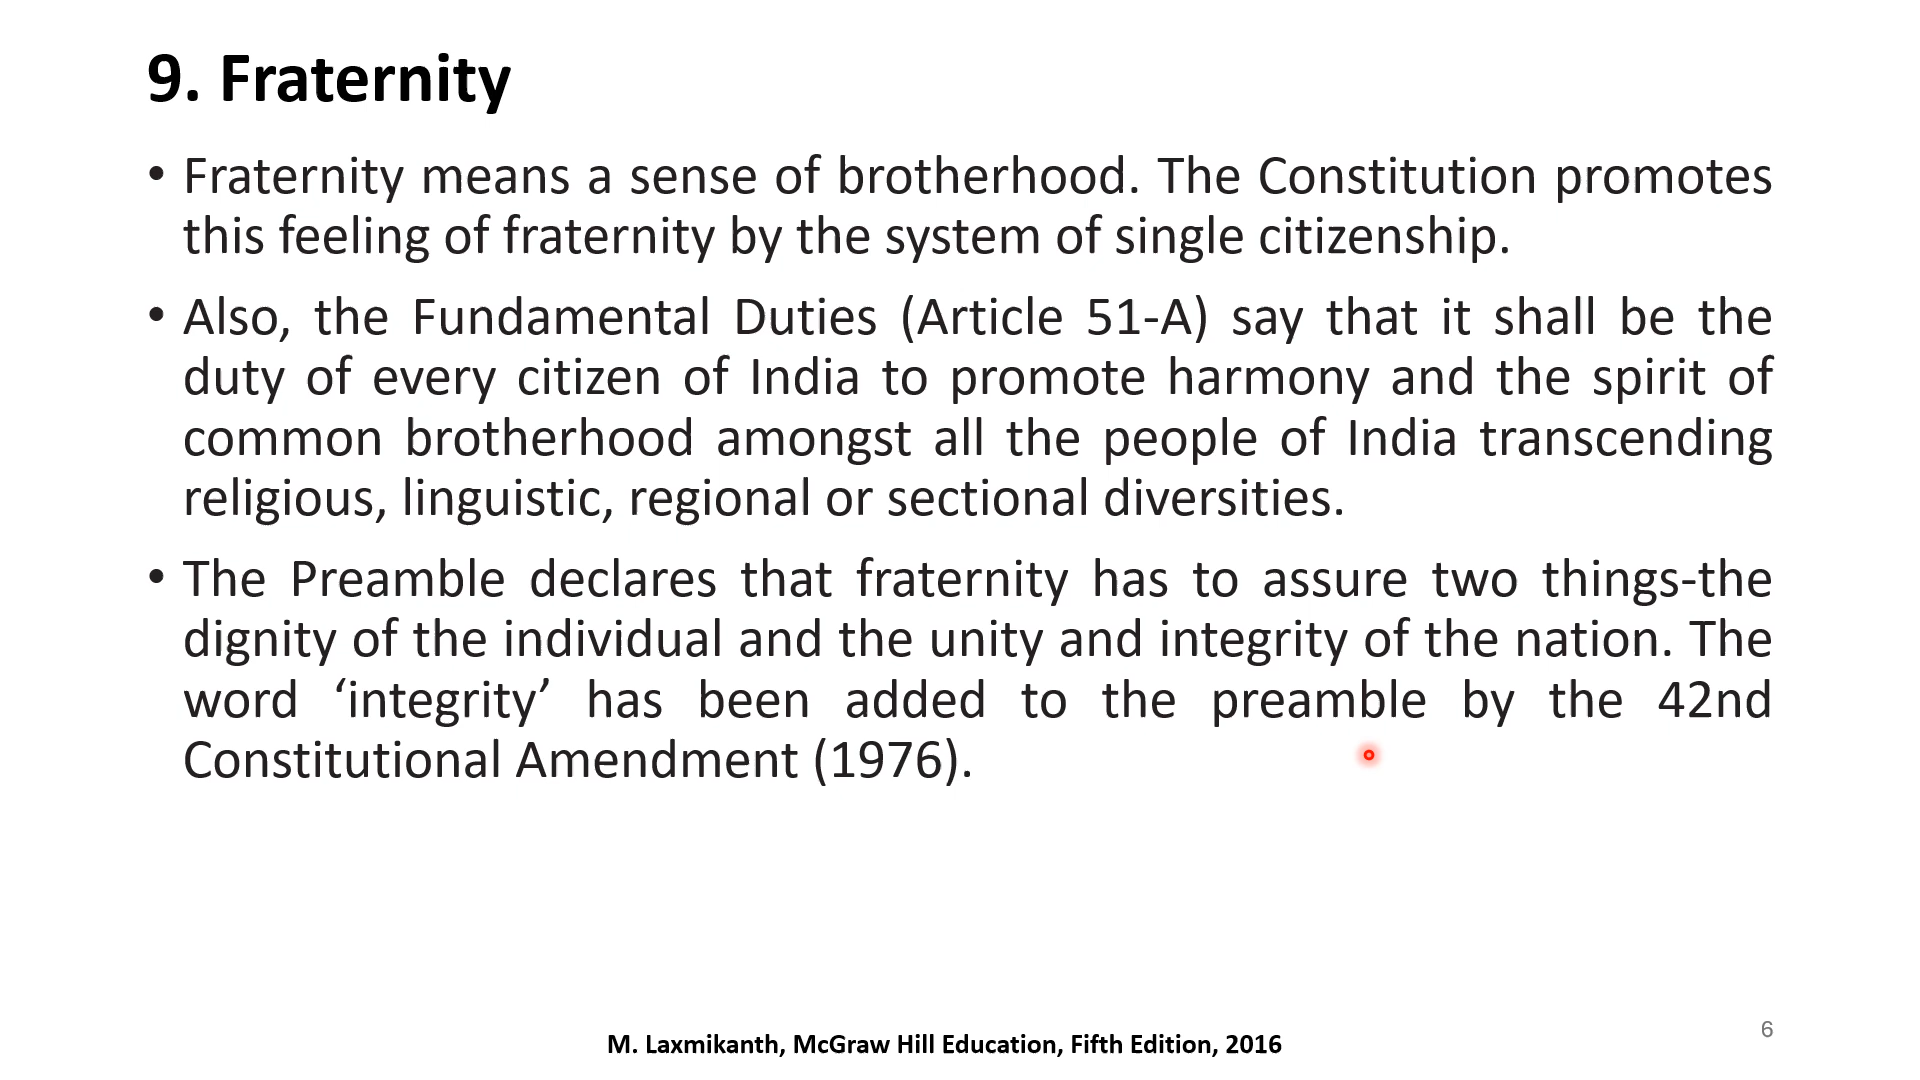 9. Fraternity
• Fraternity means a sense of brotherhood. The Constitution promotes
this feeling of fraternity by the system of single citizenship.
• Also, the Fundamental Duties (Article 51-A) say that it shall be the
duty of every citizen of India to promote harmony and the spirit of
common brotherhood amongst all the people of India transcending
religious, linguistic, regional or sectional diversities.
• The Preamble declares that fraternity has to assure two things-the
dignity of the individual and the unity and integrity of the nation. The
word ‘integrity’ has been added to the preamble by the 42nd
Constitutional Amendment (1976).
M. Laxmikanth, McGraw Hill Education, Fifth Edition, 2016
6